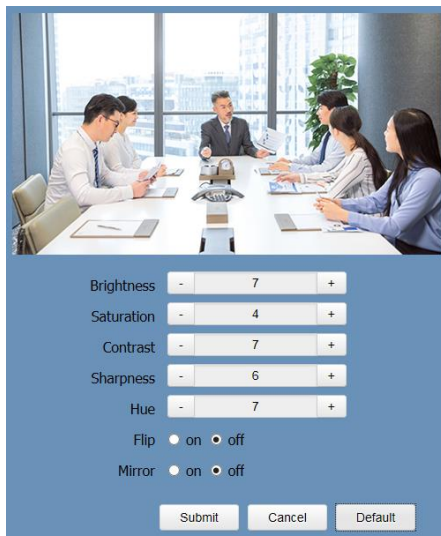 Brightness - 7 +
Saturation - 4 +
Contrast - 7 +
Sharpness - 6 +
Hue - 7 +
Flip on off
Mirror on off
Submit Cancel Default